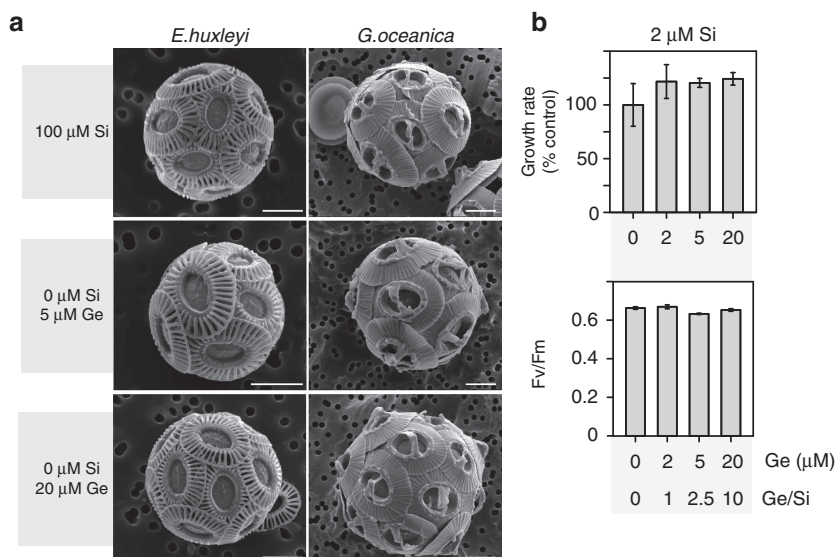 a
E.huxleyi
G.oceanica
100 μM Si
0 μM Si
5 μM Ge
0 μM Si
20 μM Ge
b
2 μM Si
Growth rate
(% control)
100
50
0
0 2 5 20
Fv/Fm
0.6
0.4
0.2
0
0 2 5 20 Ge (μM)
0 1 2.5 10 Ge/Si